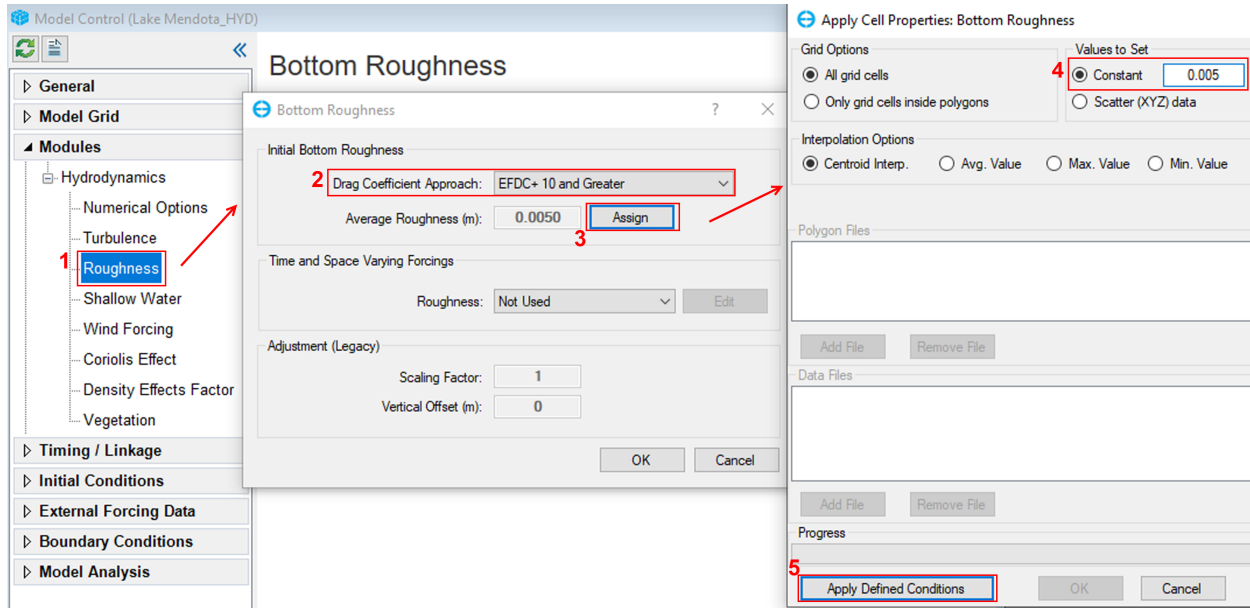 Model Control (Lake Mendota_HYD)
General
Model Grid
Modules
Hydrodynamics
Numerical Options
Turbulence
1
Roughness
Shallow Water
Wind Forcing
Coriolis Effect
Density Effects Factor
Vegetation
Timing / Linkage
Initial Conditions
External Forcing Data
Boundary Conditions
Model Analysis
Bottom Roughness
Bottom Roughness
?
Initial Bottom Roughness
2 Drag Coefficient Approach: EFDC+ 10 and Greater
Average Roughness (m): 0.0050 Assign
3
Time and Space Varying Forcings
Roughness: Not Used Edit
Adjustment (Legacy)
Scaling Factor: 1
Vertical Offset (m): 0
OK Cancel
Apply Cell Properties: Bottom Roughness
Grid Options
All grid cells
Only grid cells inside polygons
Values to Set
4 Constant 0.005
Scatter (XYZ) data
Interpolation Options
Centroid Interp. Avg. Value Max. Value Min. Value
Polygon Files
Add File Remove File
Data Files
Add File Remove File
Progress
5
Apply Defined Conditions OK Cancel